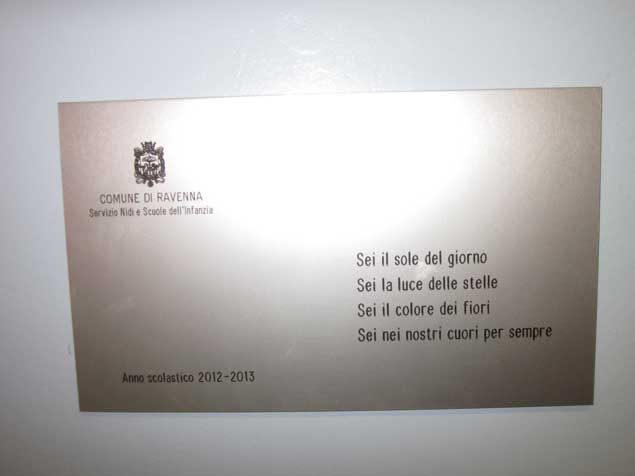 COMUNE DI RAVENNA
Servizio Nidi e Scuole dell'Infanzia
Sei il sole del giorno
Sei la luce delle stelle
Sei il colore dei fiori
Sei nei nostri cuori per sempre
Anno scolastico 2012-2013